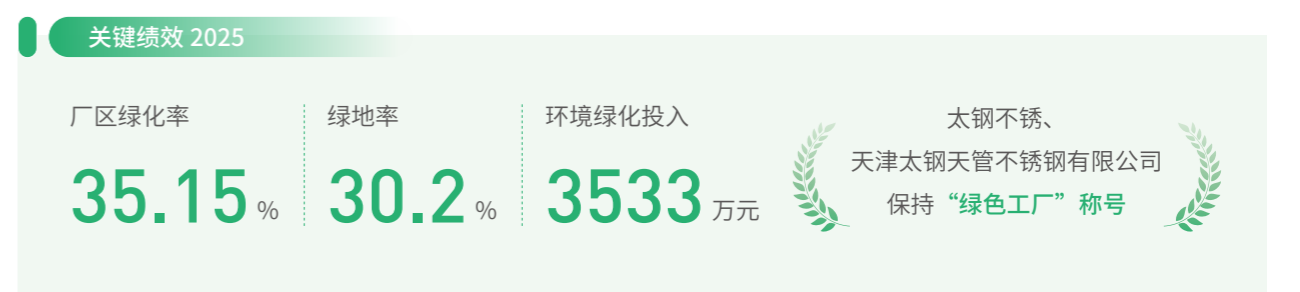 关键绩效 2025
厂区绿化率
35.15 %
绿地率
30.2 %
环境绿化投入
3533 万元
太钢不锈、
天津太钢天管不锈钢有限公司
保持“绿色工厂”称号